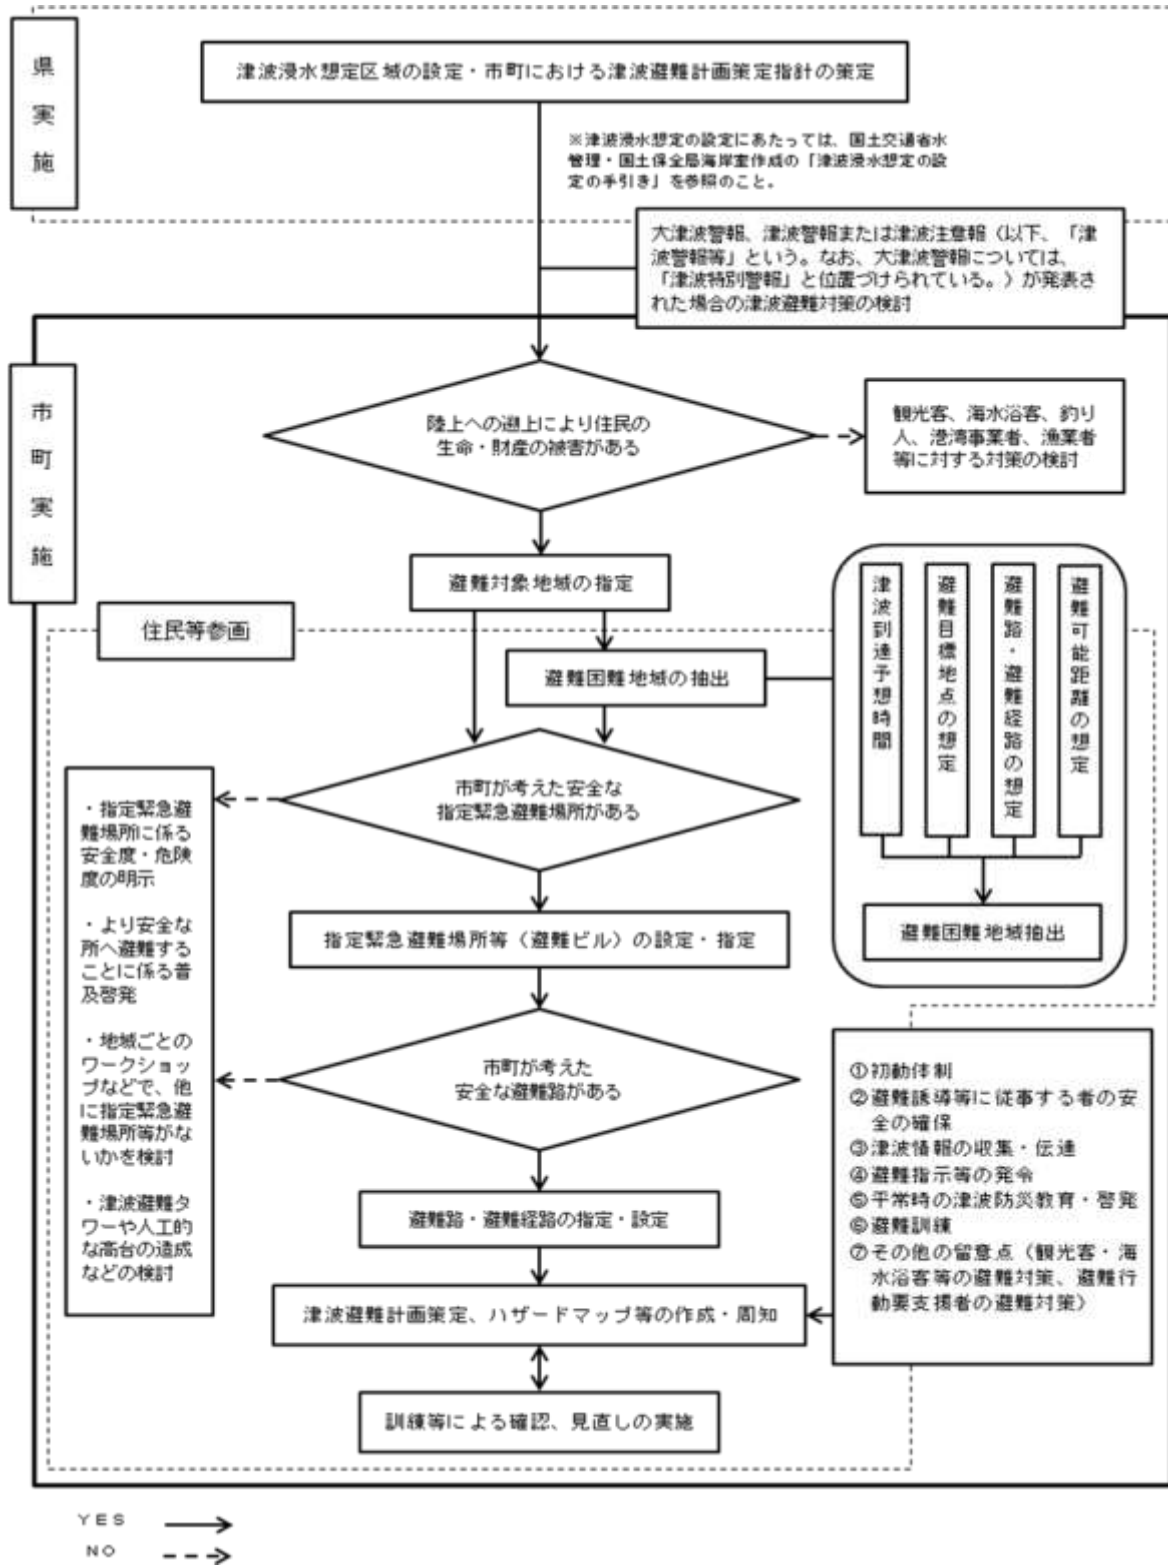 県実施
津波浸水想定区域の設定・市町における津波避難計画策定指針の策定
※津波浸水想定の設定にあたっては、国土交通省水
管理・国土保全局海岸室作成の「津波浸水想定の設
定の手引き」を参照のこと。
大津波警報、津波警報または津波注意報（以下、「津
波警報等」という。なお、大津波警報については、
「津波特別警報」と位置づけられている。）が発表さ
れた場合の津波避難対策の検討
市町実施
陸上への遡上により住民の
生命・財産の被害がある
観光客、海水浴客、釣り
人、港湾事業者、漁業者
等に対する対策の検討
避難対象地域の指定
住民等参画
避難困難地域の抽出
津波到達予想時間
避難目標地点の想定
避難路・避難経路の想定
避難可能距離の想定
避難困難地域抽出
市町が考えた安全な
指定緊急避難場所がある
・指定緊急避
難場所に係る
安全度・危険
度の明示
・より安全な
所へ避難する
ことに係る普
及啓発
・地域ごとの
ワークショッ
プなどで、他
に指定緊急避
難場所等がな
いかを検討
・津波避難タ
ワーや人工的
な高台の造成
などの検討
指定緊急避難場所等（避難ビル）の設定・指定
市町が考えた
安全な避難路がある
避難路・避難経路の指定・設定
①初動体制
②避難誘導等に従事する者の安
全の確保
③津波情報の収集・伝達
④避難指示等の発令
⑤平常時の津波防災教育・啓発
⑥避難訓練
⑦その他の留意点（観光客・海
水浴客等の避難対策、避難行
動要支援者の避難対策）
津波避難計画策定、ハザードマップ等の作成・周知
訓練等による確認、見直しの実施
YES
NO